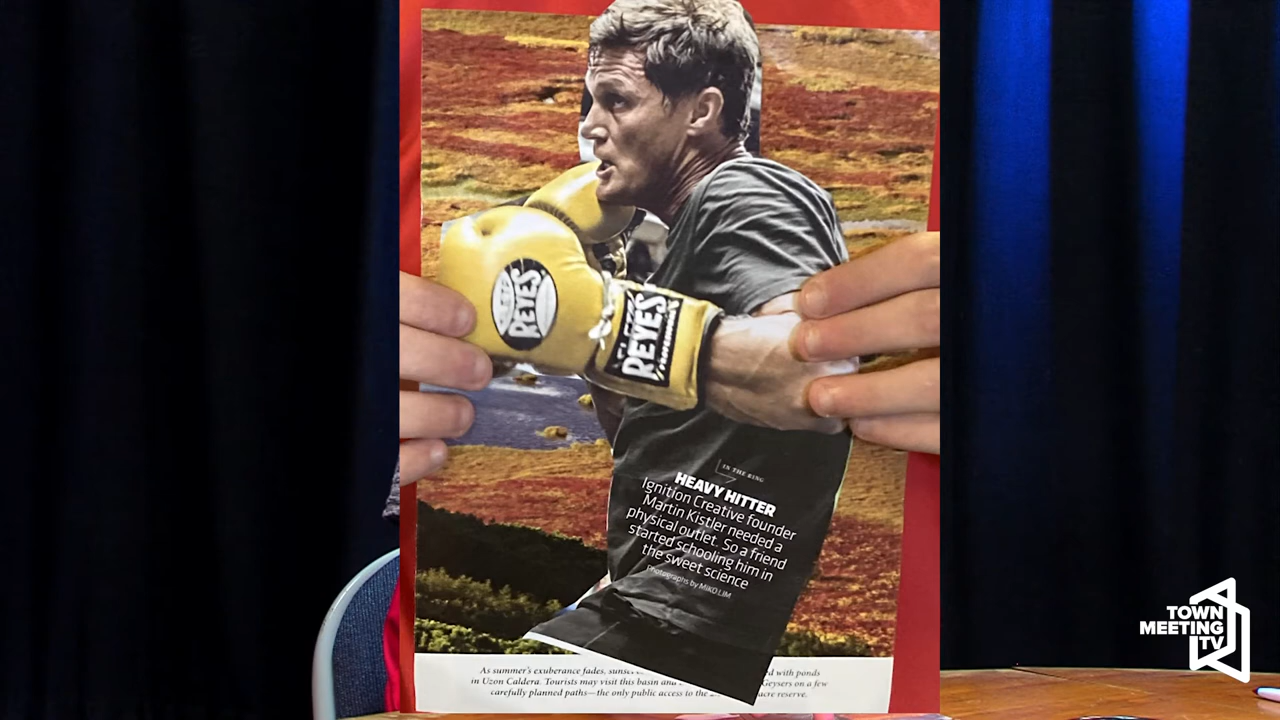 REYES
REYES
PROFESSIONAL
IN THE RING
HEAVY HITTER
Ignition Creative founder
Martin Kistler needed a
physical outlet. So a friend
started schooling him in
the sweet science
Photographs by MIKO LIM
As summer's exuberance fades, d with ponds
in Uzon Caldera. Tourists may visit this basin and Geysers on a few
carefully planned paths—the only public access to the acre reserve.
TOWN
MEETING
TV